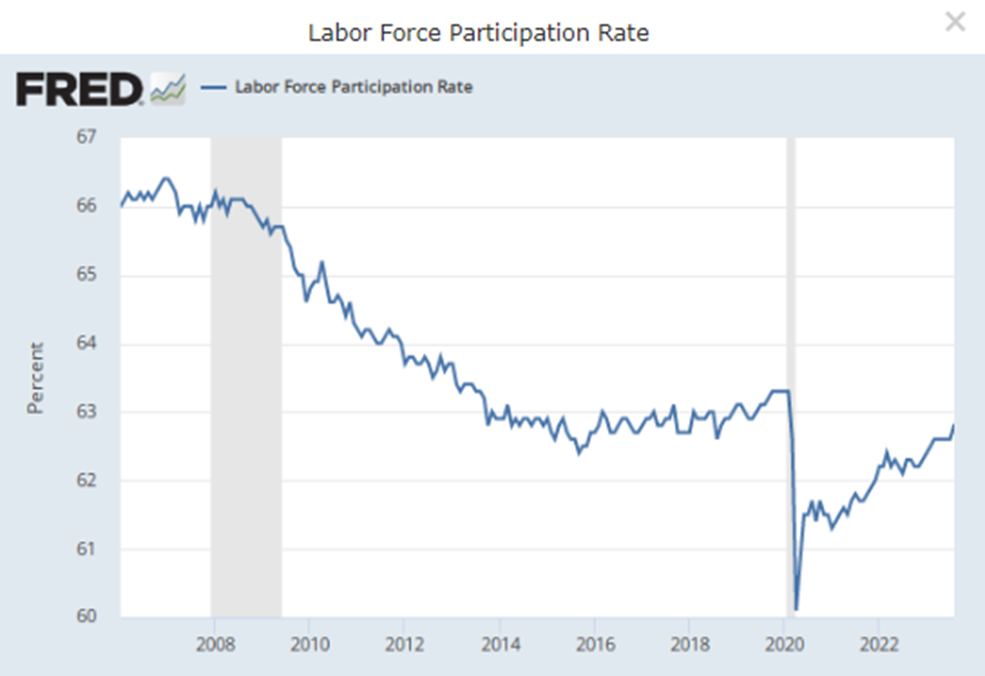 Labor Force Participation Rate
×
FRED
Labor Force Participation Rate
Percent
67
66
65
64
63
62
61
60
2008 2010 2012 2014 2016 2018 2020 2022